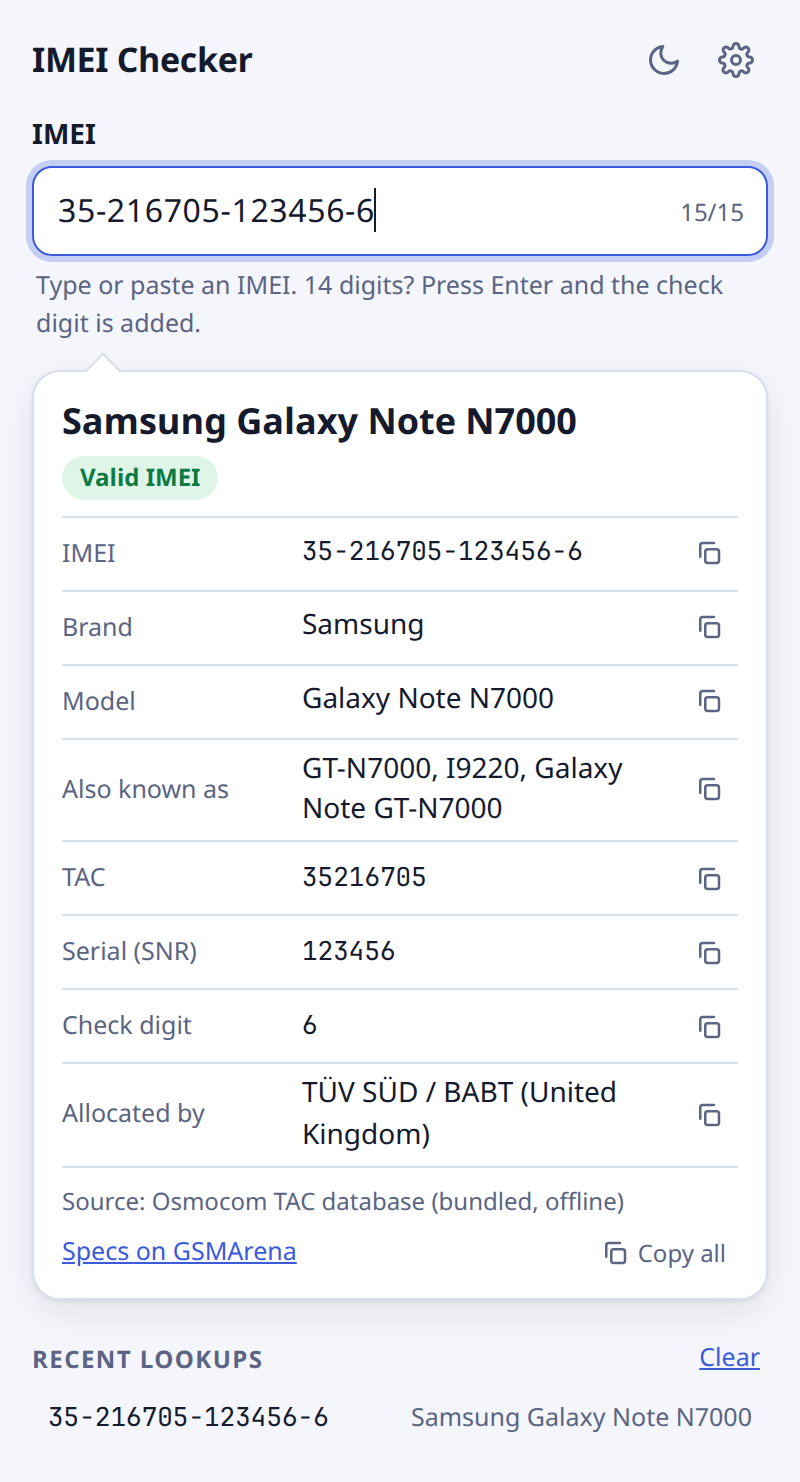 IMEI Checker
IMEI
35-216705-123456-6 15/15
Type or paste an IMEI. 14 digits? Press Enter and the check
digit is added.
Samsung Galaxy Note N7000
Valid IMEI
IMEI 35-216705-123456-6
Brand Samsung
Model Galaxy Note N7000
Also known as GT-N7000, I9220, Galaxy
Note GT-N7000
TAC 35216705
Serial (SNR) 123456
Check digit 6
Allocated by TÜV SÜD / BABT (United
Kingdom)
Source: Osmocom TAC database (bundled, offline)
Specs on GSMArena Copy all
RECENT LOOKUPS Clear
35-216705-123456-6 Samsung Galaxy Note N7000